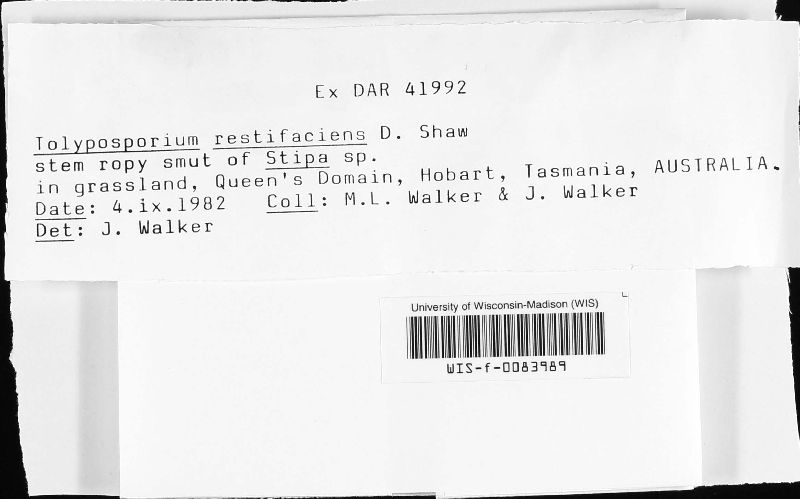 Ex DAR 41992
Tolyposporium restifaciens D. Shaw
stem ropy smut of Stipa sp.
in grassland, Queen's Domain, Hobart, Tasmania, AUSTRALIA.
Date: 4.ix.1982 Coll: M.L. Walker & J. Walker
Det: J. Walker
University of Wisconsin-Madison (WIS)
WIS-f-0083989